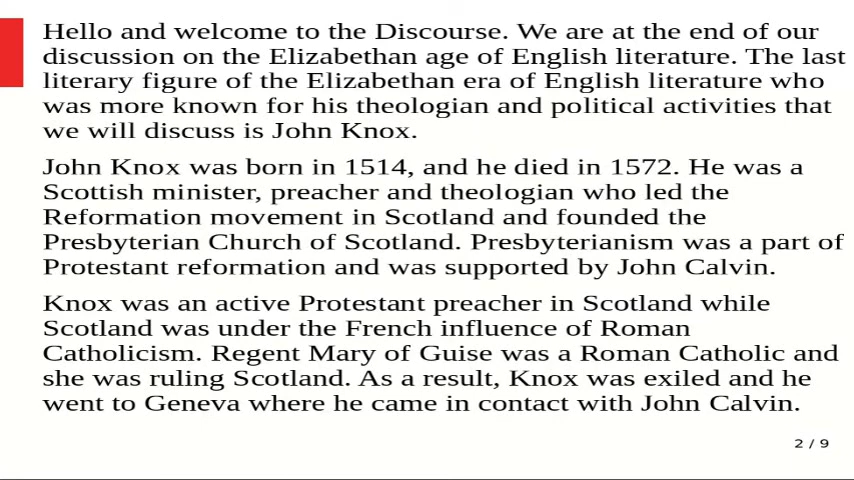 Hello and welcome to the Discourse. We are at the end of our
discussion on the Elizabethan age of English literature. The last
literary figure of the Elizabethan era of English literature who
was more known for his theologian and political activities that
we will discuss is John Knox.
John Knox was born in 1514, and he died in 1572. He was a
Scottish minister, preacher and theologian who led the
Reformation movement in Scotland and founded the
Presbyterian Church of Scotland. Presbyterianism was a part of
Protestant reformation and was supported by John Calvin.
Knox was an active Protestant preacher in Scotland while
Scotland was under the French influence of Roman
Catholicism. Regent Mary of Guise was a Roman Catholic and
she was ruling Scotland. As a result, Knox was exiled and he
went to Geneva where he came in contact with John Calvin.
2 / 9